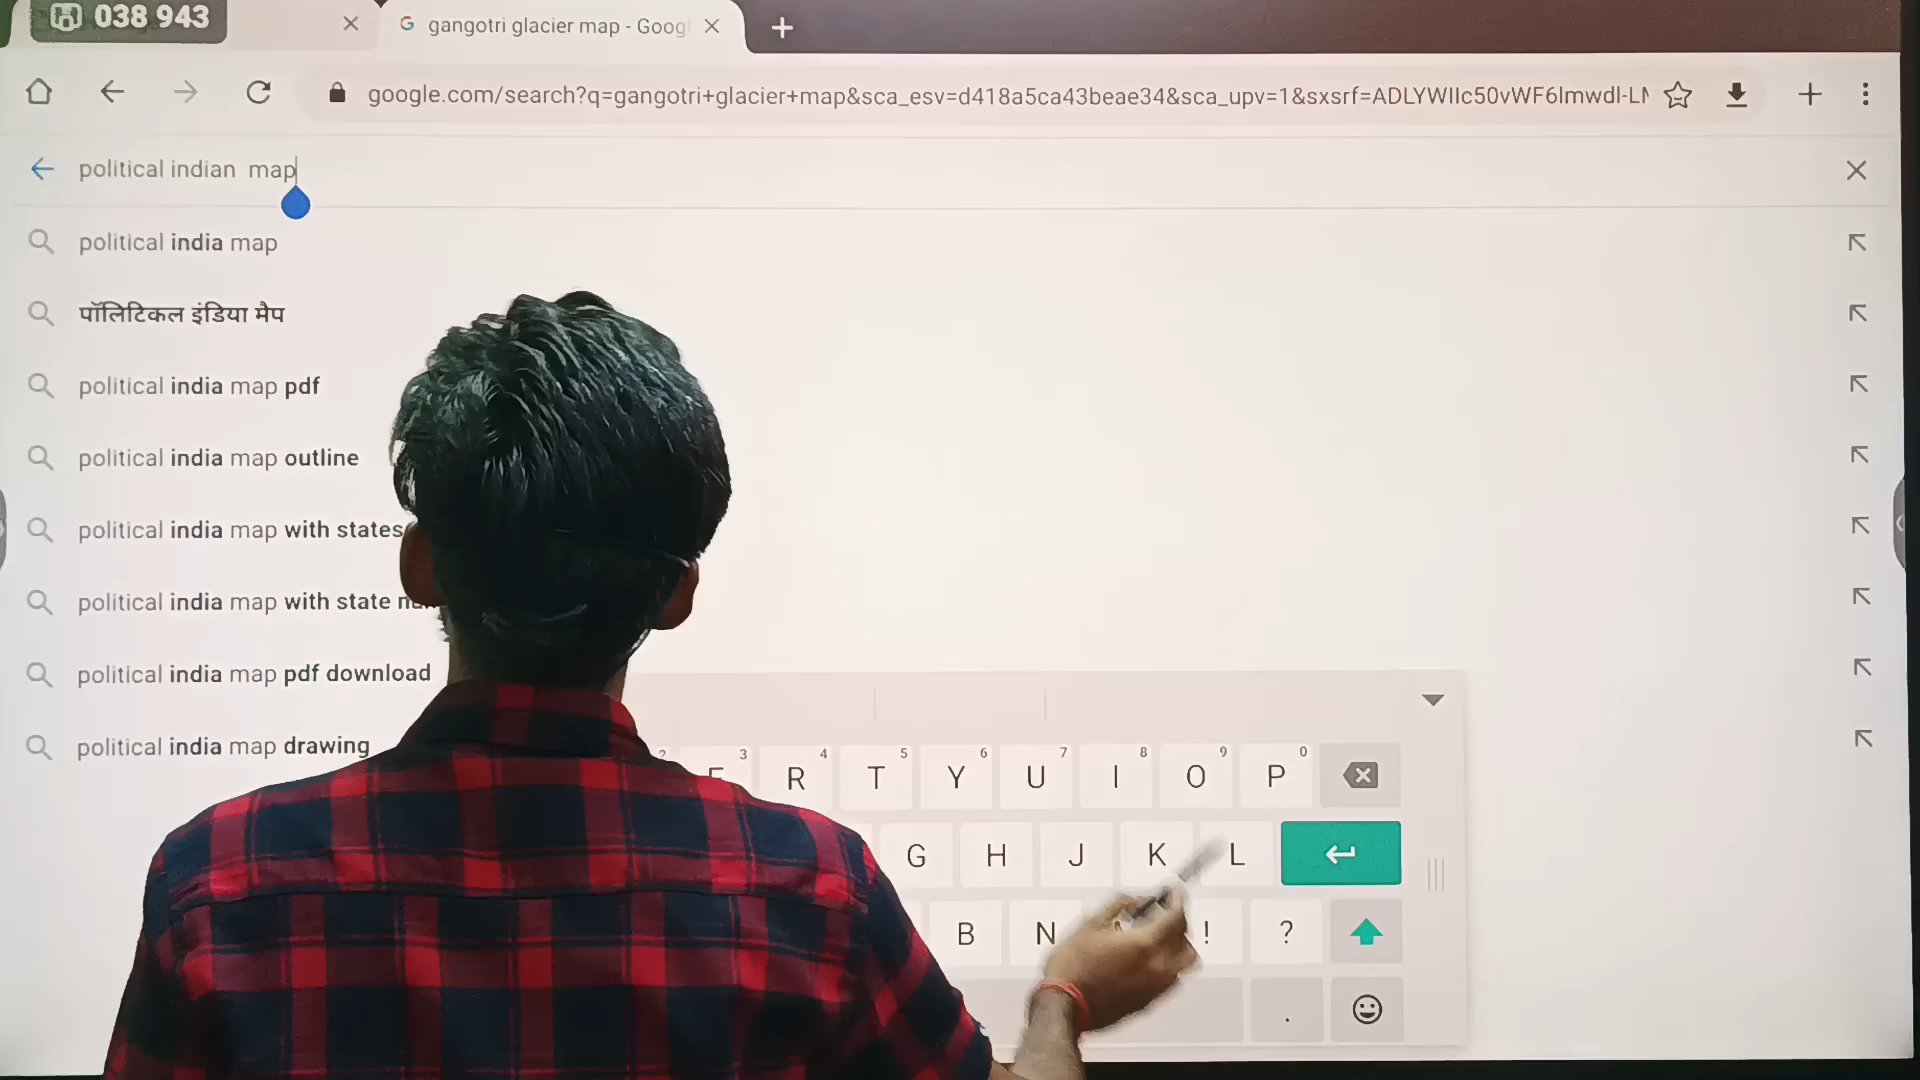 038 943
gangotri glacier map - Goog
google.com/search?q=gangotri+glacier+map&sca_esv=d418a5ca43beae34&sca_upv=1&sxsrf=ADLYWIIc50vWF6lmwdl-LM
political indian  map
political india map
पॉलिटिकल इंडिया मैप
political india map pdf
political india map outline
political india map with states
political india map with state
political india map pdf download
political india map drawing
3 4 5 6 7 8 9 0
R T Y U I O P
G H J K L
B N ! ?
.